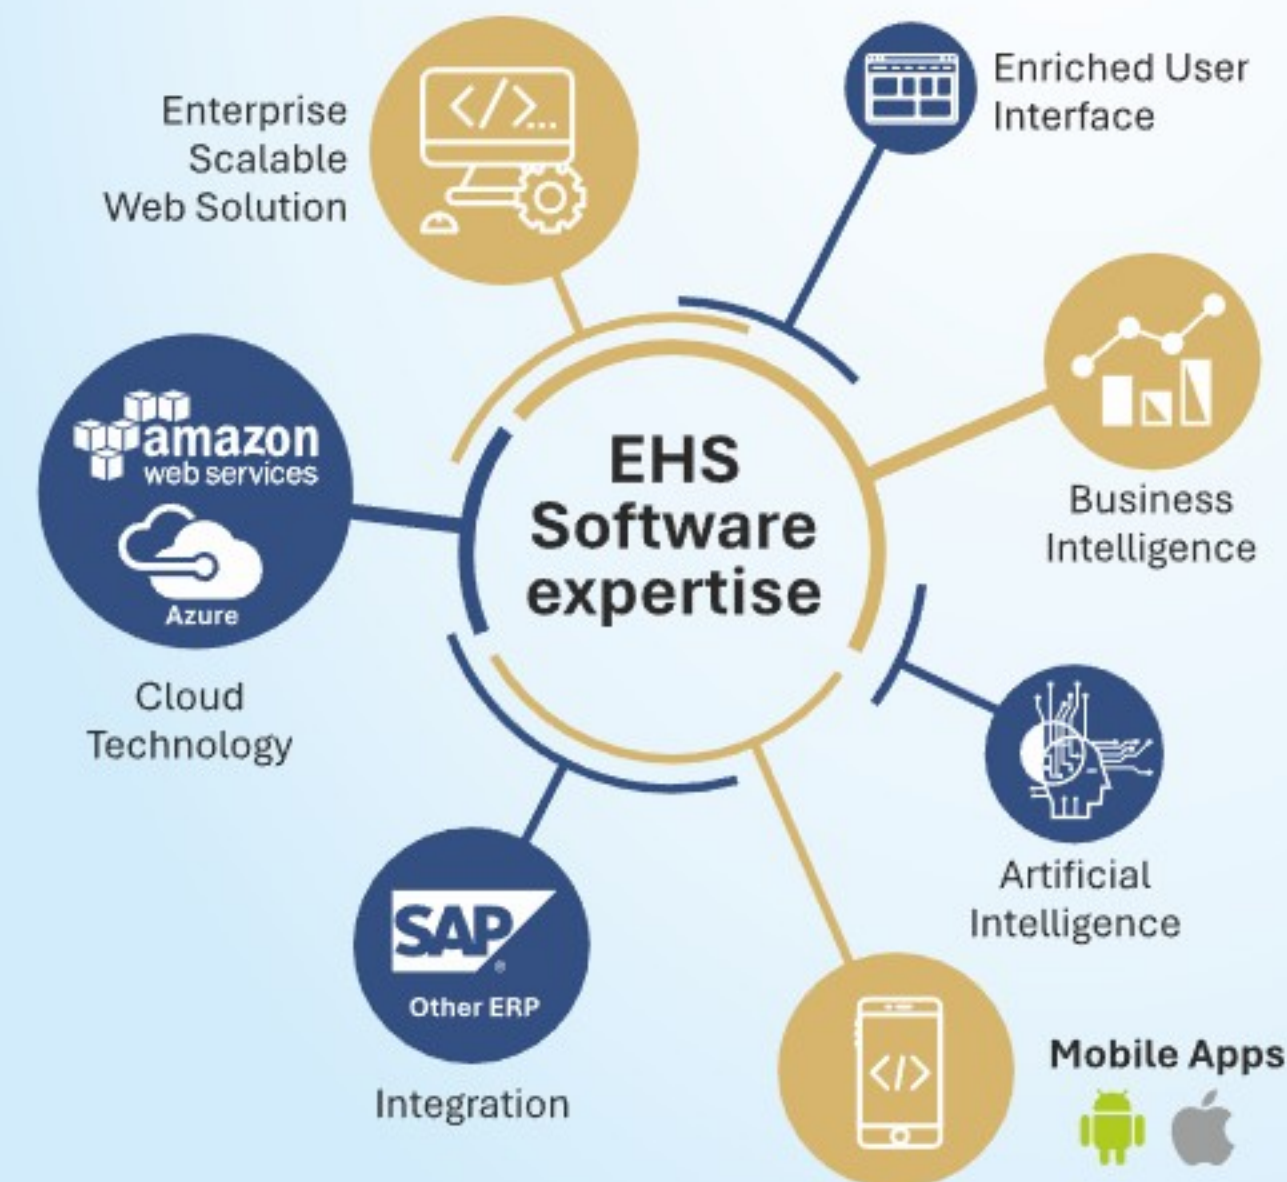 Enterprise
Scalable
Web Solution
</>...
Enriched User
Interface
amazon
web services
Azure
Cloud
Technology
EHS
Software
expertise
Business
Intelligence
Artificial
Intelligence
SAP®
Other ERP
Integration
</>
Mobile Apps